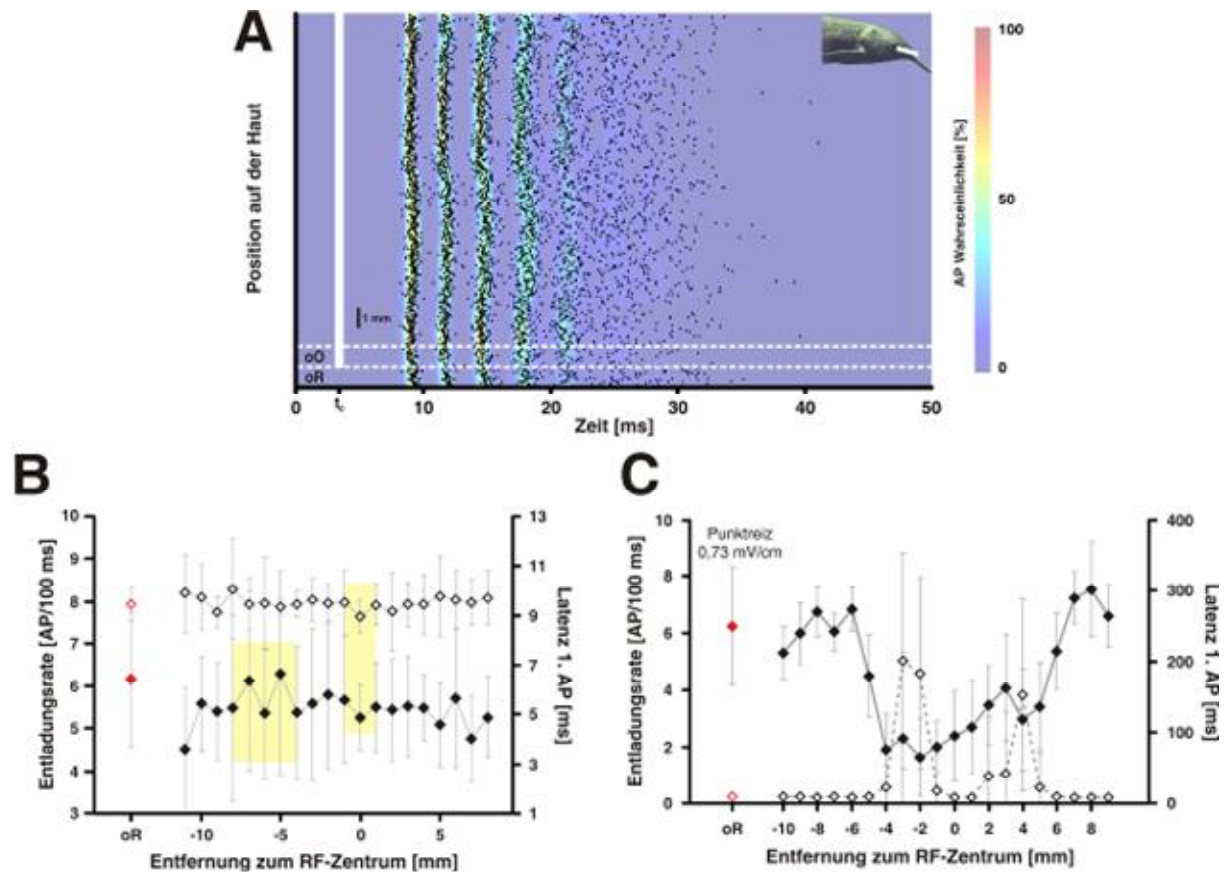 A
Position auf der Haut
1 mm
oO
oR
0
10
20
30
40
50
Zeit [ms]
100
50
0
AP Wahrsceinlichkeit [%]
B
10
9
8
7
6
5
4
3
Entladungsrate [AP/100 ms]
13
11
9
7
5
3
1
Latenz 1. AP
[ms]
oR
-10
-5
0
5
Entfernung zum RF-Zentrum [mm]
C
Punktreiz
0,73 mV/cm
10
8
6
4
2
0
Entladungsrate [AP/100 ms]
400
300
200
100
0
Latenz 1. AP
[ms]
oR
-10
-8
-6
-4
-2
0
2
4
6
8
Entfernung zum RF-Zentrum [mm]